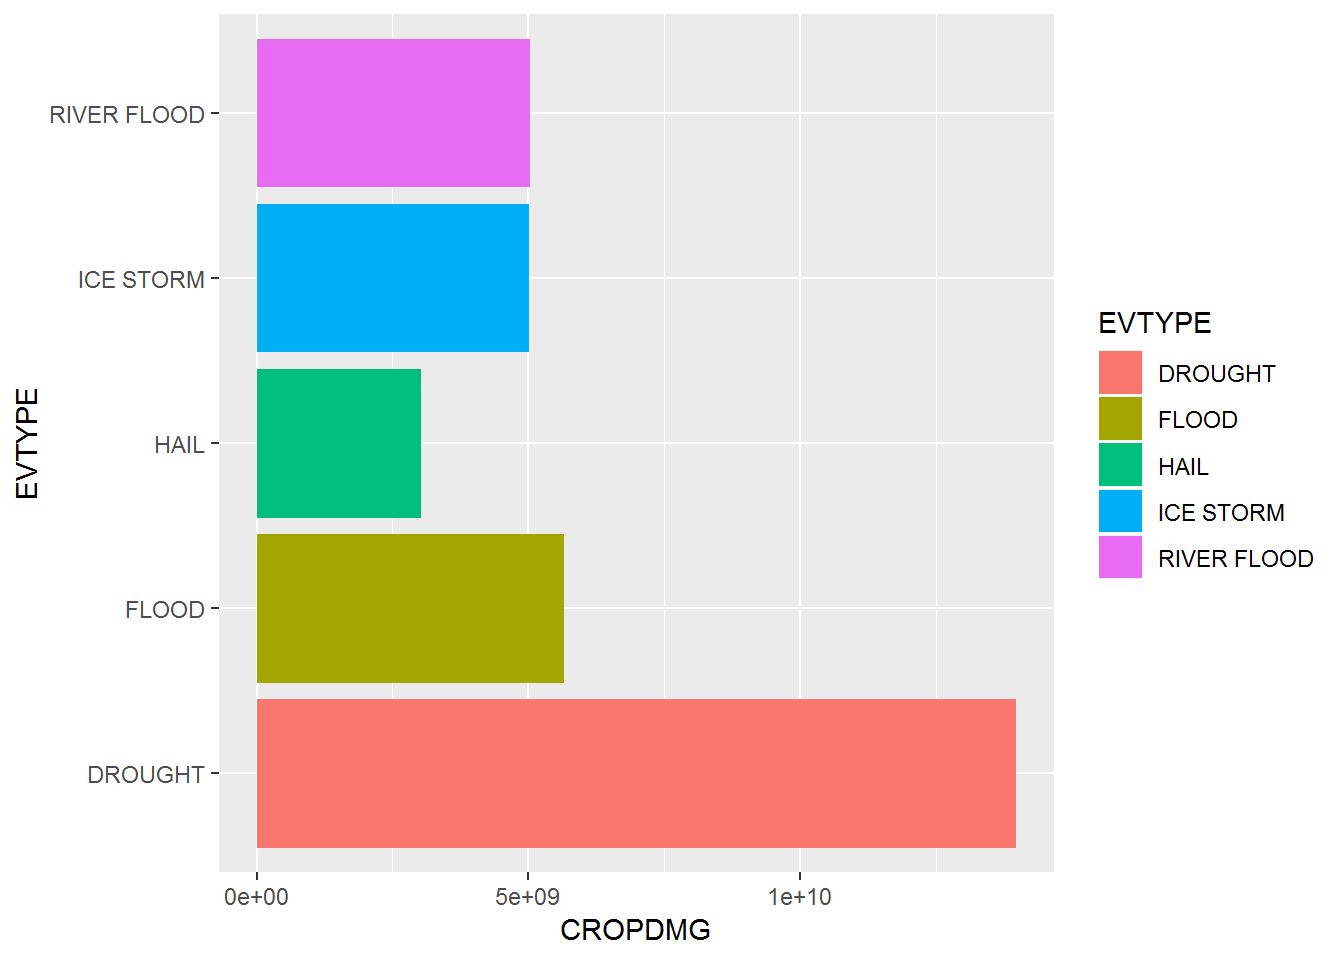 RIVER FLOOD
ICE STORM
HAIL
FLOOD
DROUGHT
EVTYPE
0e+00 5e+09 1e+10
CROPDMG
EVTYPE
DROUGHT
FLOOD
HAIL
ICE STORM
RIVER FLOOD